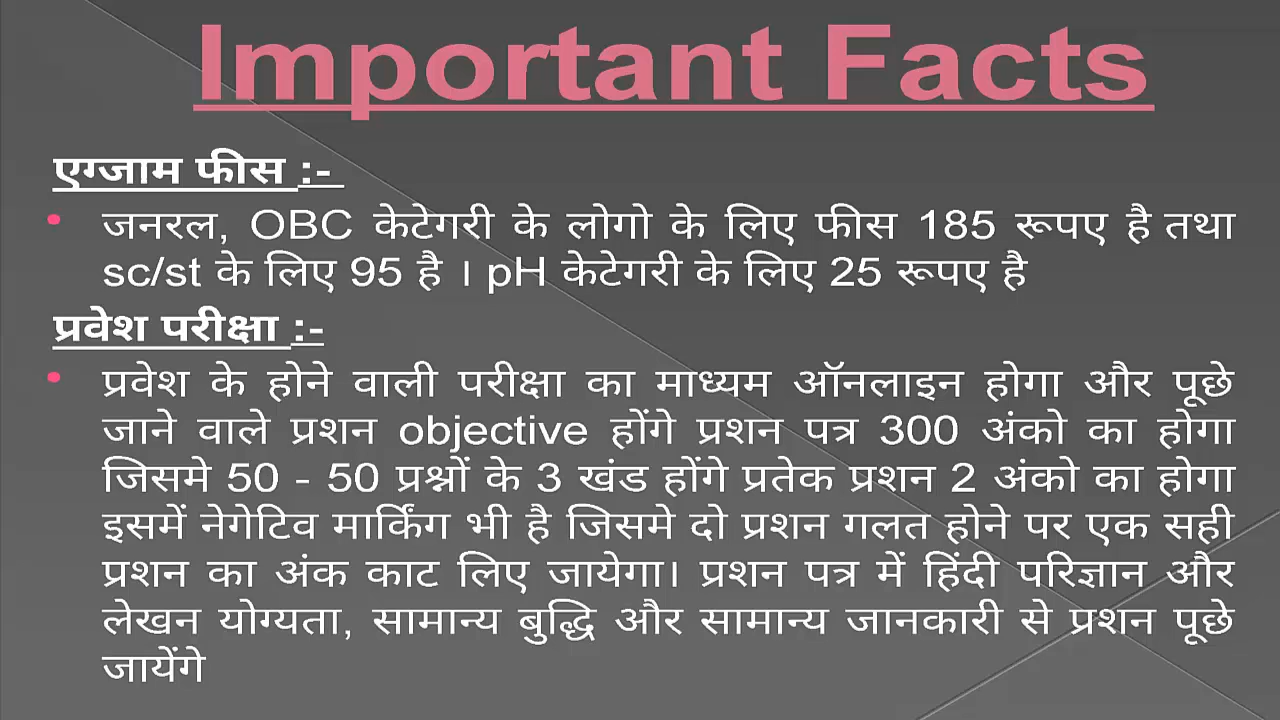 Important Facts
एग्जाम फीस :-
• जनरल, OBC केटेगरी के लोगो के लिए फीस 185 रूपए है तथा
sc/st के लिए 95 है । pH केटेगरी के लिए 25 रूपए है
प्रवेश परीक्षा :-
• प्रवेश के होने वाली परीक्षा का माध्यम ऑनलाइन होगा और पूछे
जाने वाले प्रशन objective होंगे प्रशन पत्र 300 अंको का होगा
जिसमे 50 - 50 प्रश्नों के 3 खंड होंगे प्रतेक प्रशन 2 अंको का होगा
इसमें नेगेटिव मार्किंग भी है जिसमे दो प्रशन गलत होने पर एक सही
प्रशन का अंक काट लिए जायेगा। प्रशन पत्र में हिंदी परिज्ञान और
लेखन योग्यता, सामान्य बुद्धि और सामान्य जानकारी से प्रशन पूछे
जायेंगे